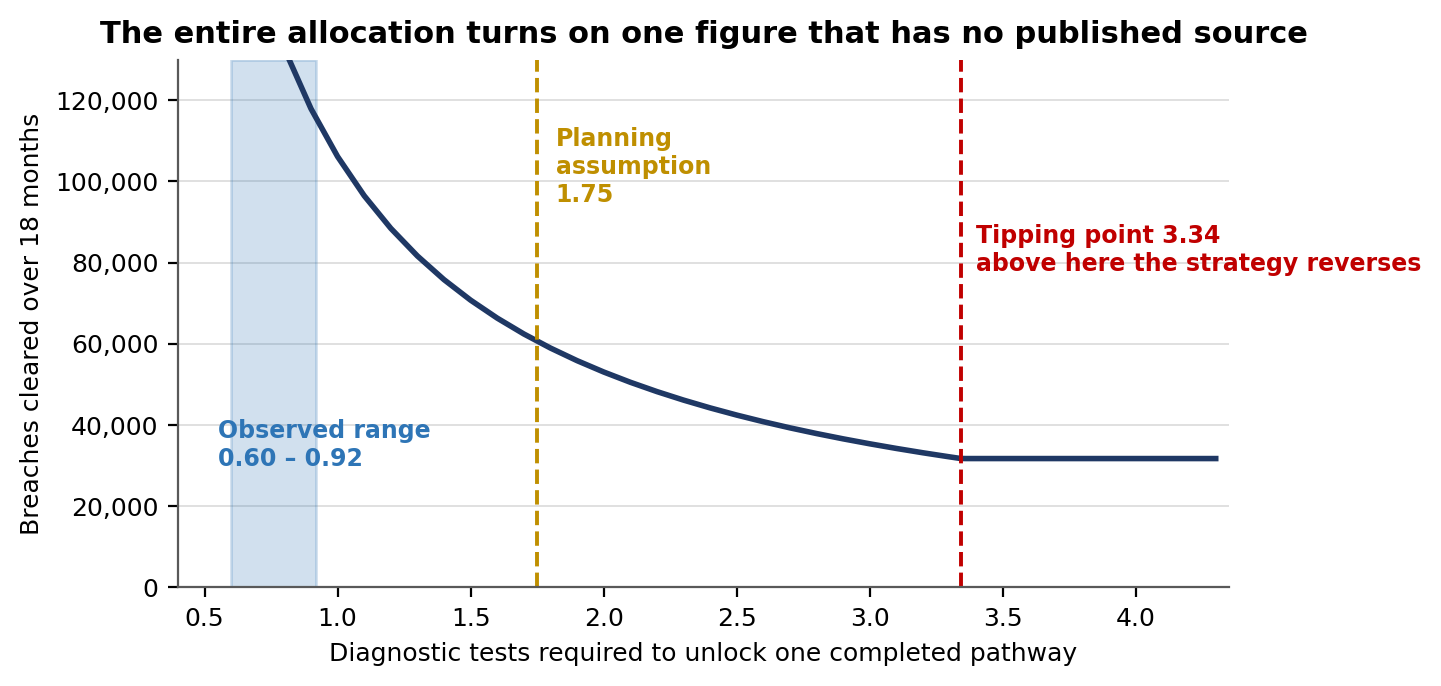 The entire allocation turns on one figure that has no published source
Breaches cleared over 18 months
120,000
100,000
80,000
60,000
40,000
20,000
0
Planning
assumption
1.75
Tipping point 3.34
above here the strategy reverses
Observed range
0.60 – 0.92
0.5
1.0
1.5
2.0
2.5
3.0
3.5
4.0
Diagnostic tests required to unlock one completed pathway